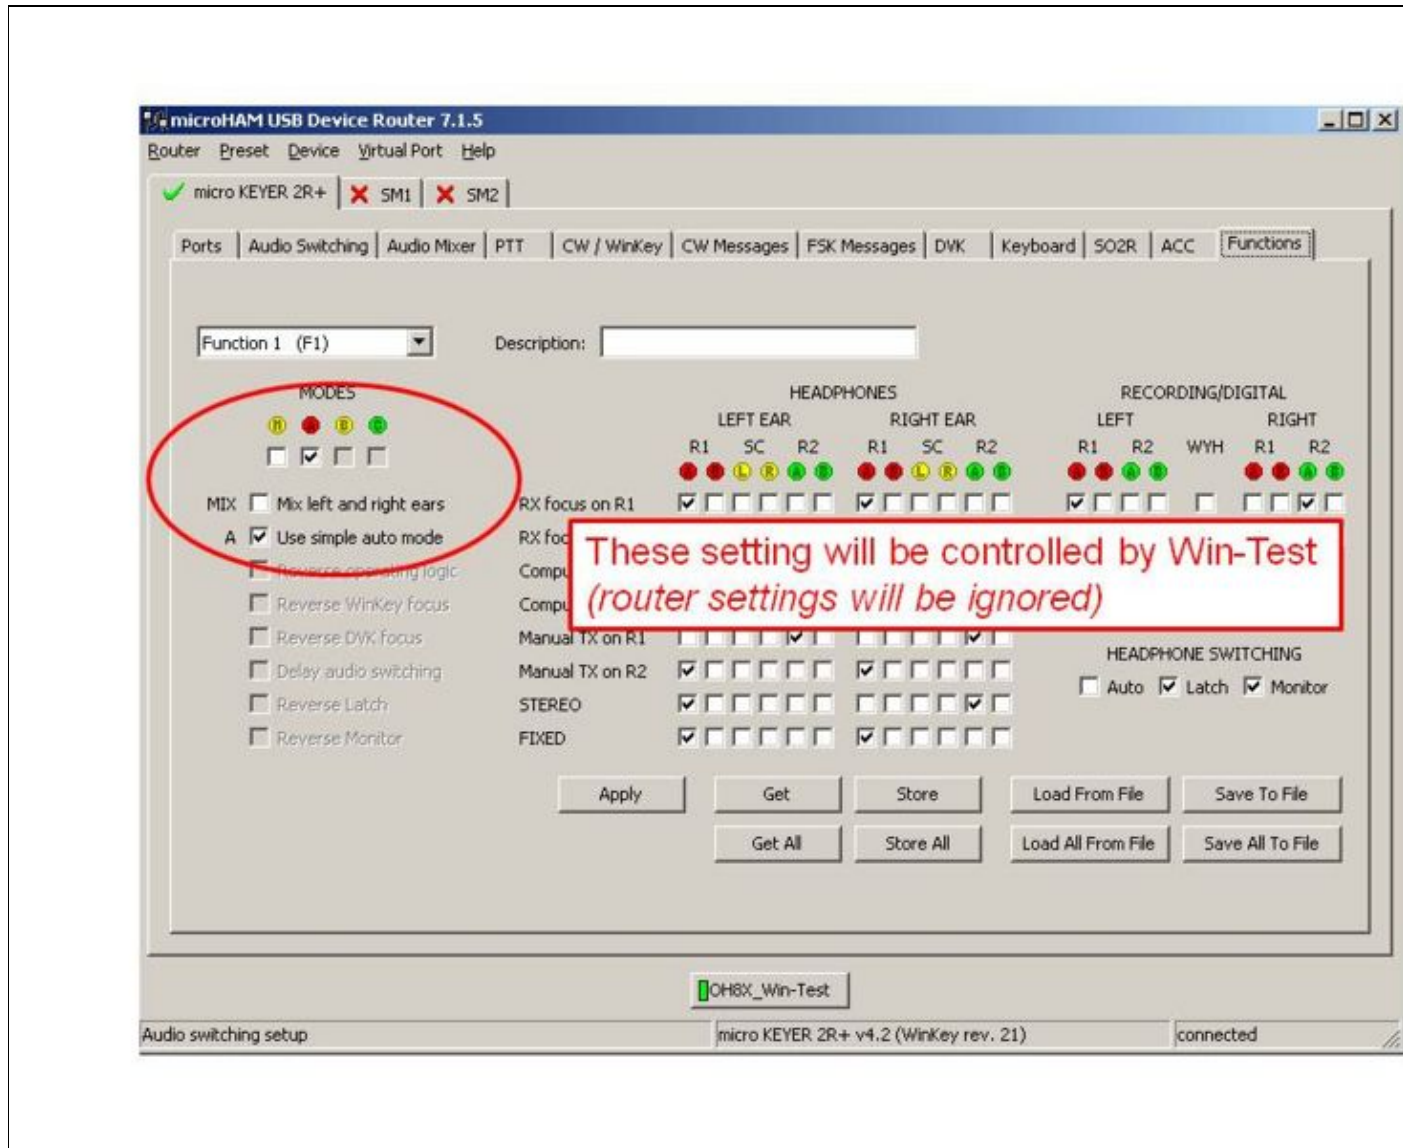 microHAM USB Device Router 7.1.5
Router Preset Device Virtual Port Help
micro KEYER 2R+ SM1 SM2
Ports Audio Switching Audio Mixer PTT CW / WinKey CW Messages FSK Messages DVK Keyboard SO2R ACC Functions
Function 1 (F1) Description:
MODES HEADPHONES RECORDING/DIGITAL
LEFT EAR RIGHT EAR LEFT RIGHT
M A B C
R1 SC R2 R1 SC R2 R1 R2 WYH R1 R2
A B L R A B A B L R A B A B A B A B A B
MIX Mix left and right ears RX focus on R1
A Use simple auto mode RX foc
Reverse operating logic Compu
Reverse WinKey focus Compu
These setting will be controlled by Win-Test
(router settings will be ignored)
Reverse DVK focus Manual TX on R1
Delay audio switching Manual TX on R2
HEADPHONE SWITCHING
Auto Latch Monitor
Reverse Latch STEREO
Reverse Monitor FIXED
Apply Get Store Load From File Save To File
Get All Store All Load All From File Save All To File
OH8X_Win-Test
Audio switching setup micro KEYER 2R+ v4.2 (WinKey rev. 21) connected